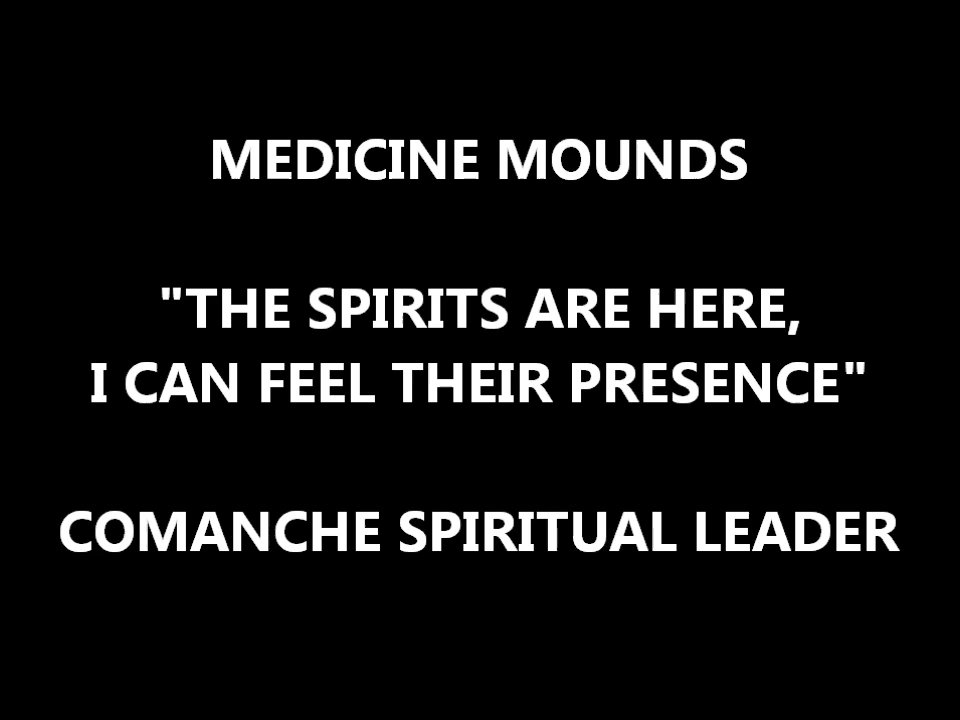 MEDICINE MOUNDS
"THE SPIRITS ARE HERE,
I CAN FEEL THEIR PRESENCE"
COMANCHE SPIRITUAL LEADER